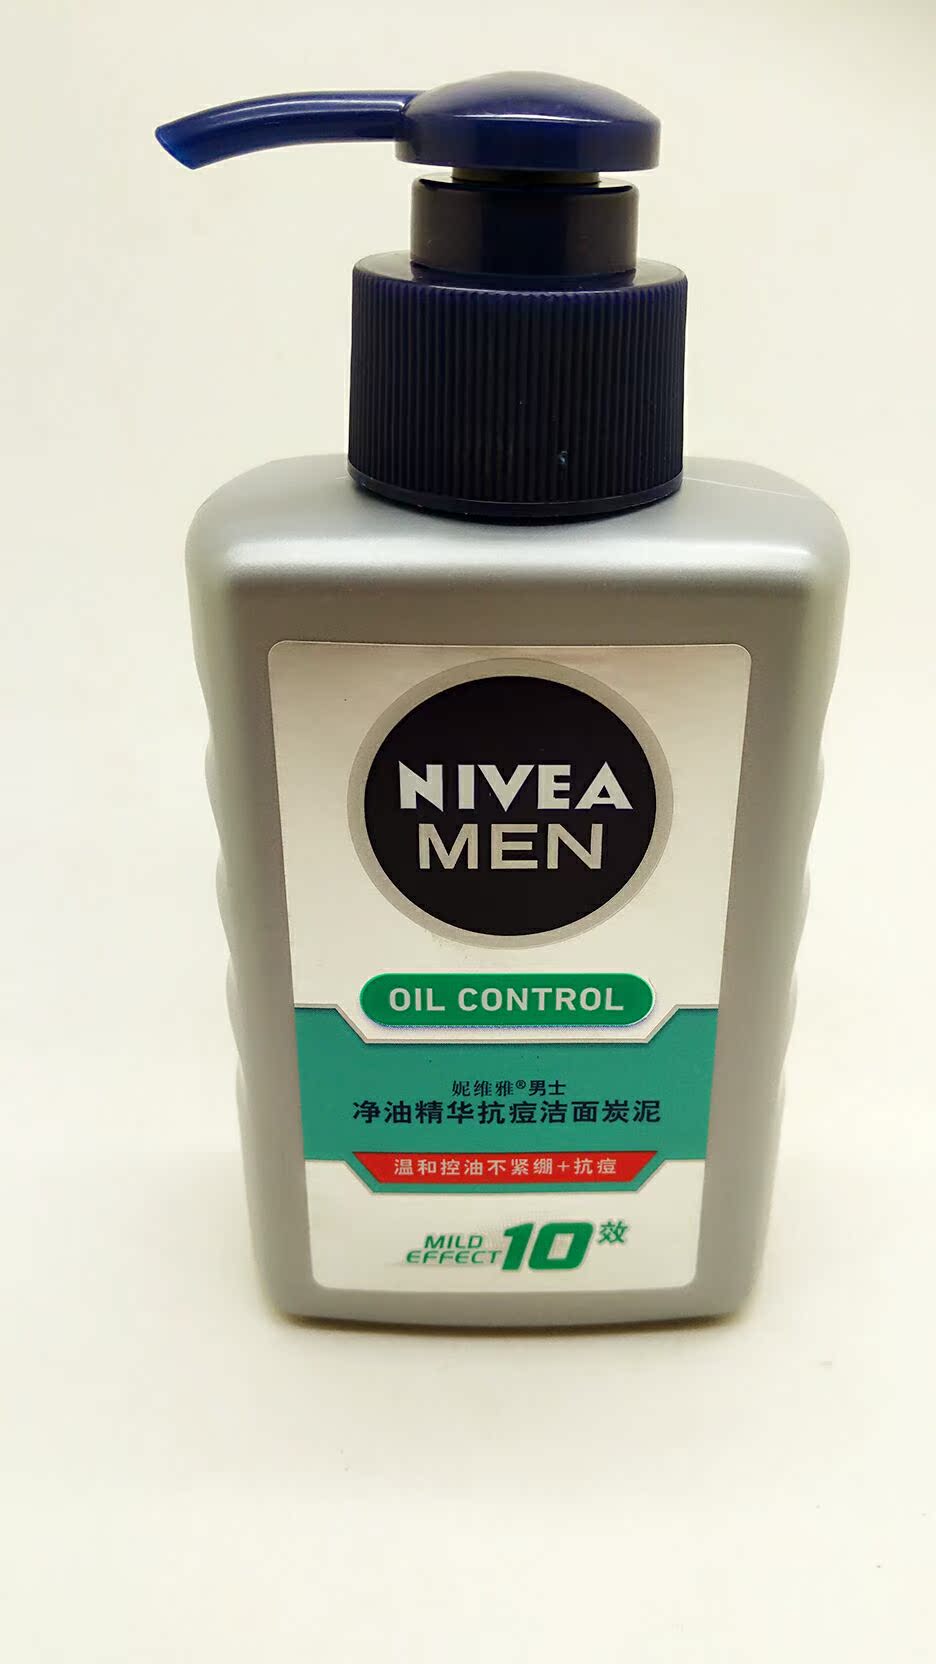 NIVEA
MEN
OIL CONTROL
妮维雅®男士
净油精华抗痘洁面炭泥
温和控油不紧绷+抗痘
MILD
EFFECT 10效